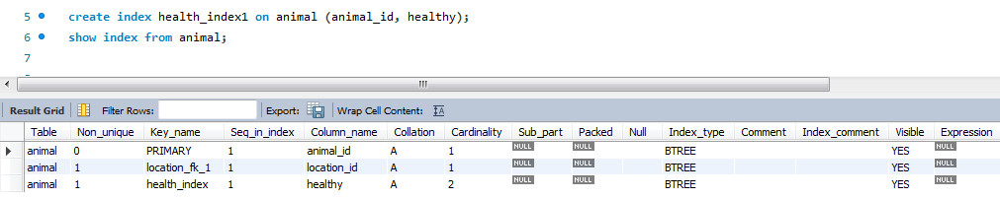 5 create index health_index1 on animal (animal_id, healthy);
6 show index from animal;
7
Result Grid Filter Rows: Export: Wrap Cell Content: IA
Table Non_unique Key_name Seq_in_index Column_name Collation Cardinality Sub_part Packed Null Index_type Comment Index_comment Visible Expression
animal 0 PRIMARY 1 animal_id A 1 NULL NULL BTREE YES NULL
animal 1 location_fk_1 1 location_id A 1 NULL NULL BTREE YES NULL
animal 1 health_index 1 healthy A 2 NULL NULL BTREE YES NULL